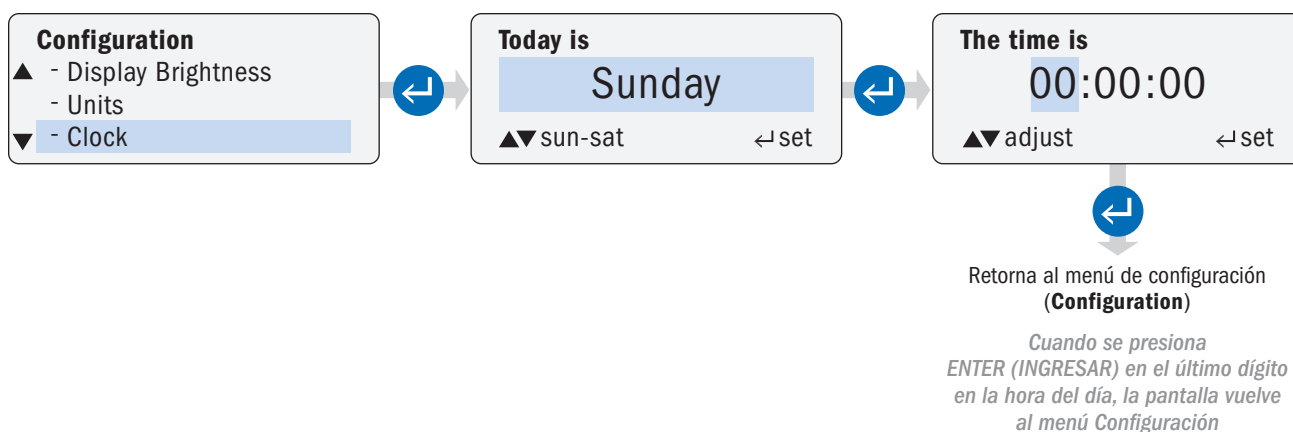 Configuration
▲ - Display Brightness
- Units
▼ - Clock
Today is
Sunday
▲▼ sun-sat ↵ set
The time is
00:00:00
▲▼ adjust ↵ set
Retorna al menú de configuración
(Configuration)
Cuando se presiona
ENTER (INGRESAR) en el último dígito
en la hora del día, la pantalla vuelve
al menú Configuración